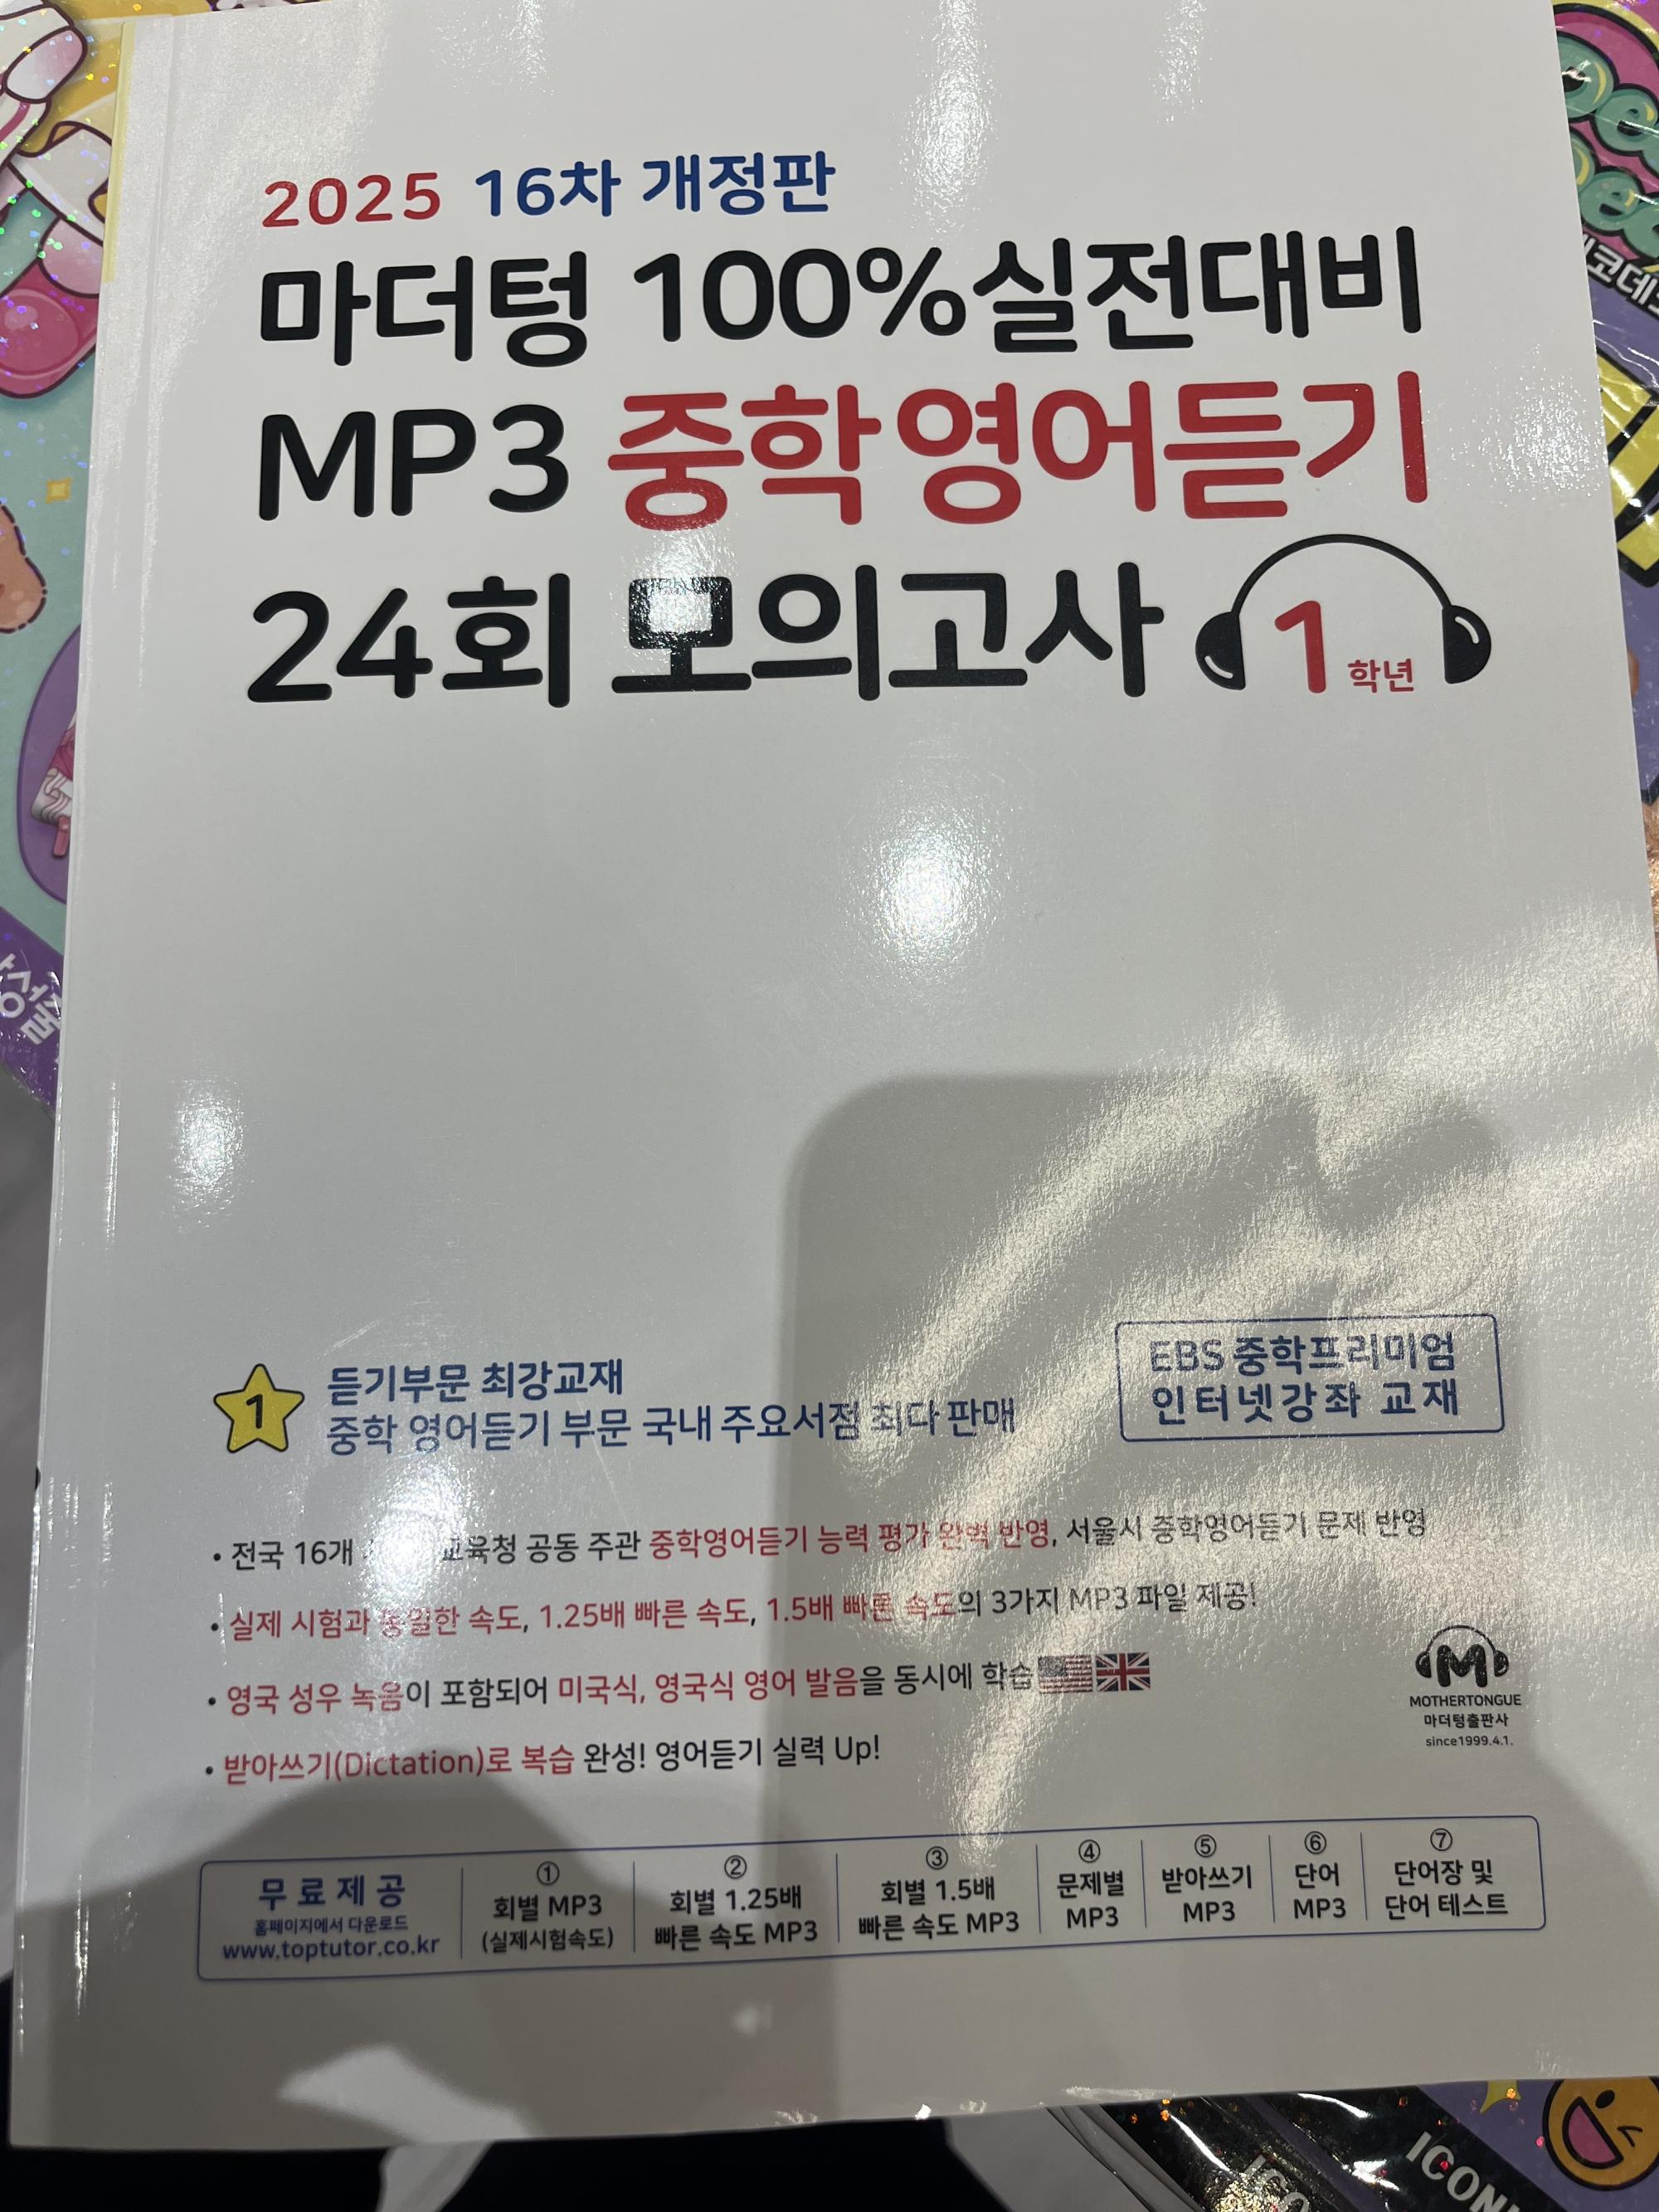 2025 16차 개정판
마더텅 100%실전대비
MP3 중학영어듣기
24회 모의고사 1학년
1
듣기부문 최강교재
중학 영어듣기 부문 국내 주요서점 최다 판매
EBS 중학프리미엄
인터넷강좌 교재
• 전국 16개 교육청 공동 주관 중학영어듣기 능력 평가 완벽 반영, 서울시 중학영어듣기 문제 반영
• 실제 시험과 동일한 속도, 1.25배 빠른 속도, 1.5배 빠른 속도의 3가지 MP3 파일 제공!
• 영국 성우 녹음이 포함되어 미국식, 영국식 영어 발음을 동시에 학습
• 받아쓰기(Dictation)로 복습 완성! 영어듣기 실력 Up!
M
MOTHERTONGUE
마더텅출판사
since1999.4.1.
무료제공
홈페이지에서 다운로드
www.toptutor.co.kr
①
회별 MP3
(실제시험속도)
②
회별 1.25배
빠른 속도 MP3
③
회별 1.5배
빠른 속도 MP3
④
문제별
MP3
⑤
받아쓰기
MP3
⑥
단어
MP3
⑦
단어장 및
단어 테스트